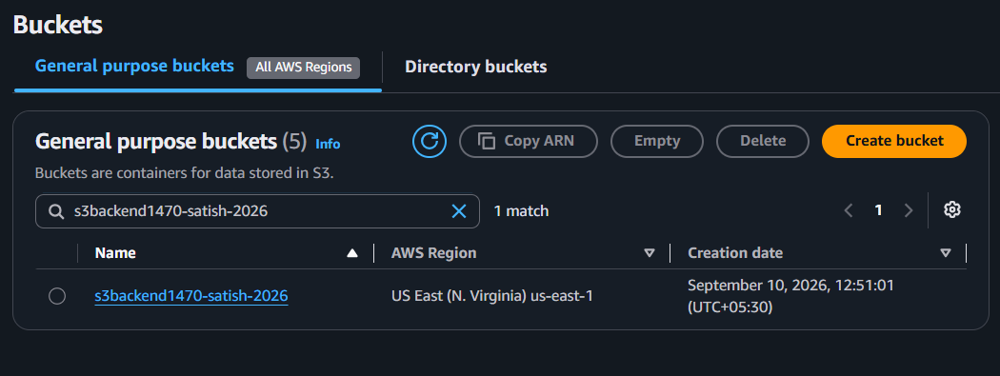 Buckets
General purpose buckets All AWS Regions Directory buckets
General purpose buckets (5) Info Copy ARN Empty Delete Create bucket
Buckets are containers for data stored in S3.
s3backend1470-satish-2026 1 match 1
Name AWS Region Creation date
s3backend1470-satish-2026 US East (N. Virginia) us-east-1 September 10, 2026, 12:51:01
(UTC+05:30)